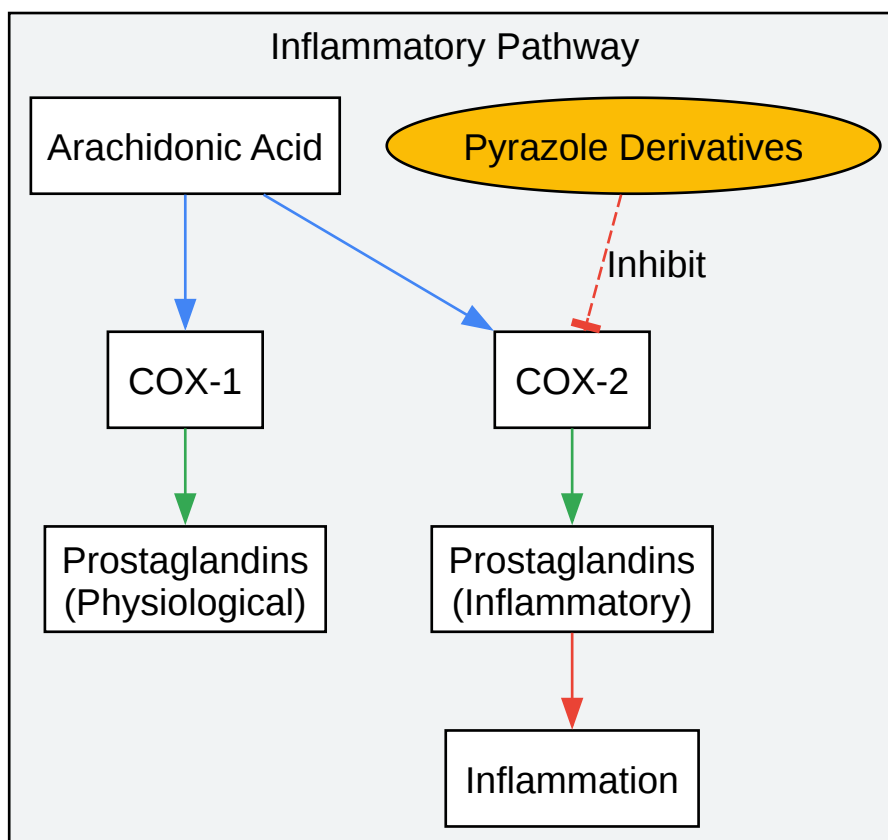 Inflammatory Pathway
Arachidonic Acid
Pyrazole Derivatives
Inhibit
COX-1
COX-2
Prostaglandins
(Physiological)
Prostaglandins
(Inflammatory)
Inflammation